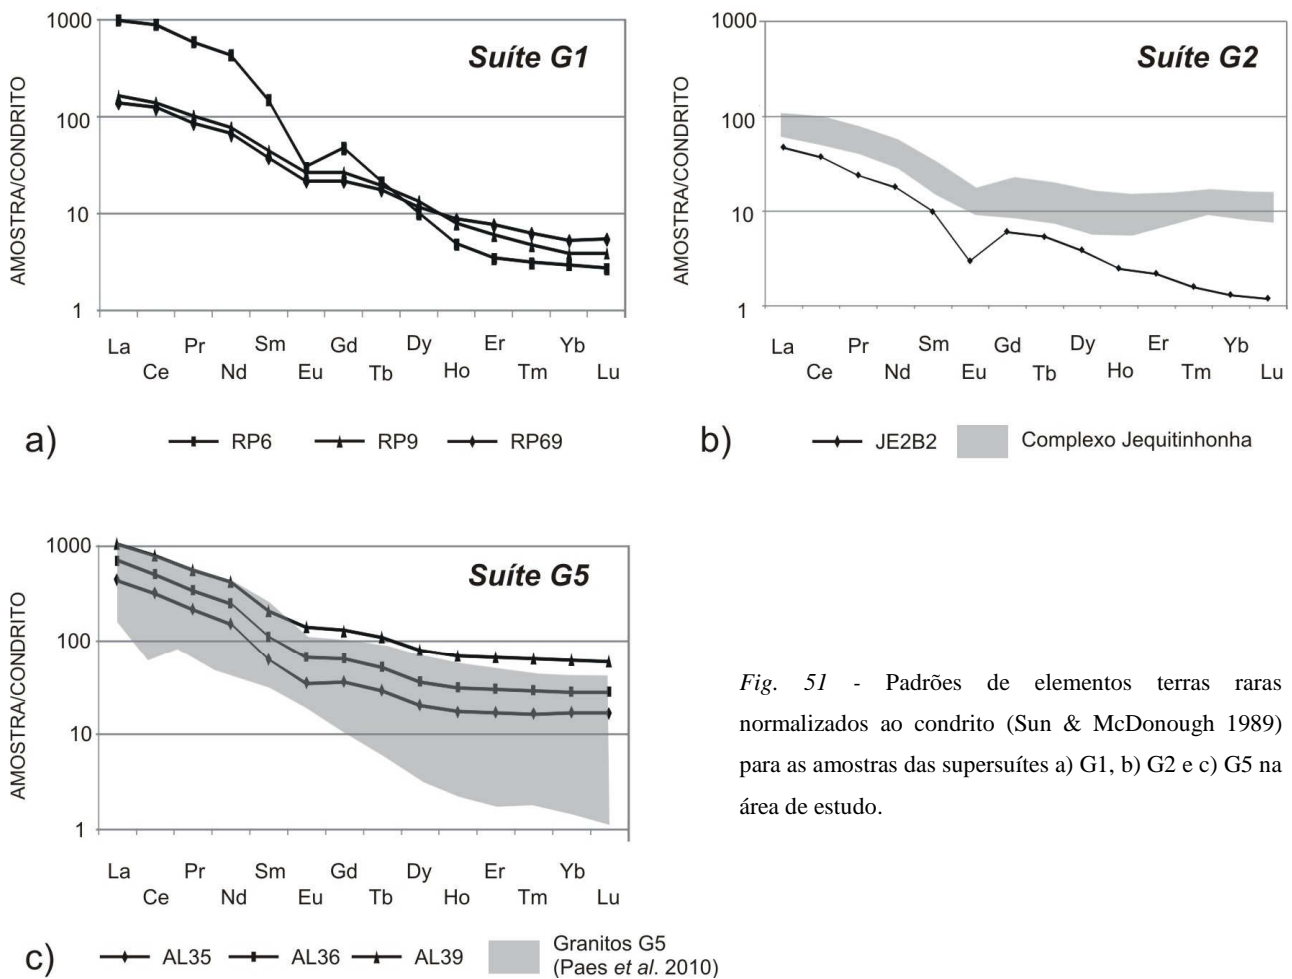 AMOSTRA/CONDRITO
Suíte G1
1000
100
10
1
La Ce Pr Nd Sm Eu Gd Tb Dy Ho Er Tm Yb Lu
a) RP6 RP9 RP69
AMOSTRA/CONDRITO
Suíte G2
1000
100
10
1
La Ce Pr Nd Sm Eu Gd Tb Dy Ho Er Tm Yb Lu
b) JE2B2 Complexo Jequitinhonha
AMOSTRA/CONDRITO
Suíte G5
1000
100
10
1
La Ce Pr Nd Sm Eu Gd Tb Dy Ho Er Tm Yb Lu
c) AL35 AL36 AL39 Granitos G5
(Paes et al. 2010)
Fig. 51 - Padrões de elementos terras raras
normalizados ao condrito (Sun & McDonough 1989)
para as amostras das supersuítes a) G1, b) G2 e c) G5 na
área de estudo.